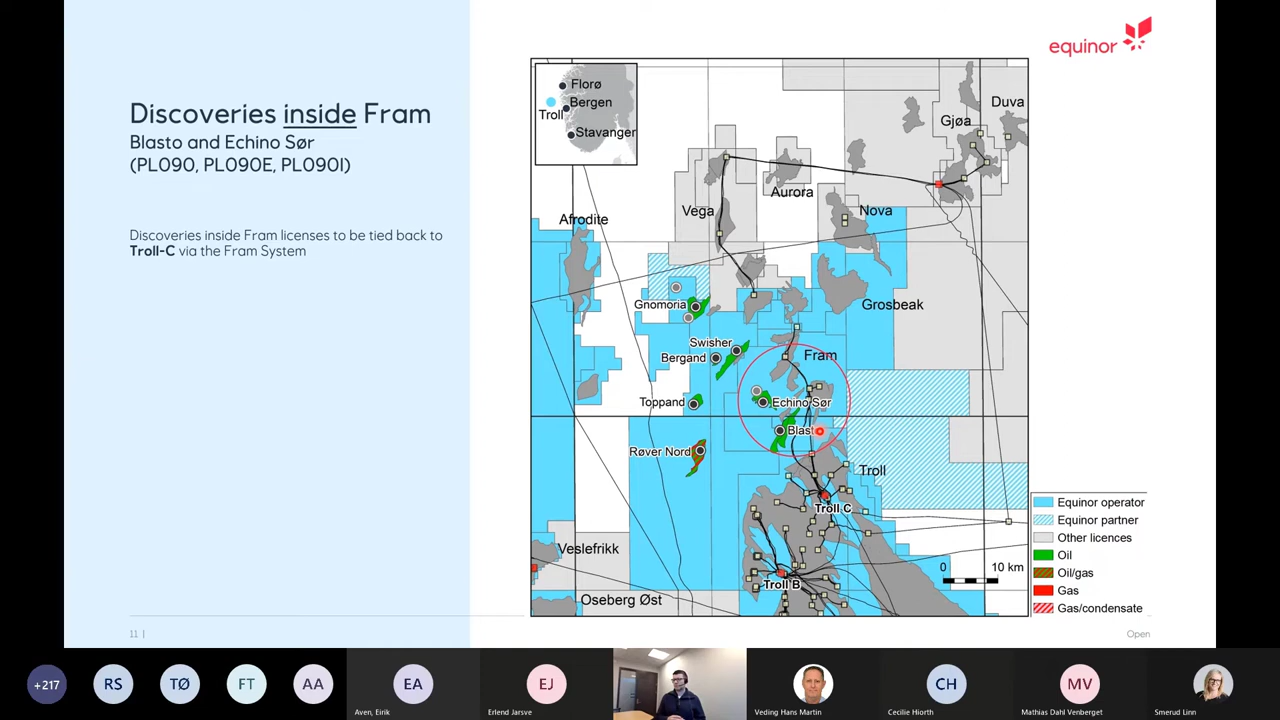 equinor
Discoveries inside Fram
Blasto and Echino Sør
(PL090, PL090E, PL090I)
Discoveries inside Fram licenses to be tied back to
Troll-C via the Fram System
Florø
Bergen
Troll
Stavanger
Duva
Gjøa
Aurora
Vega
Nova
Afrodite
Gnomoria
Grosbeak
Swisher
Bergand
Fram
Toppand
Echino Sør
Blast
Røver Nord
Troll
Troll C
Veslefrikk
Troll B
Oseberg Øst
0 10 km
Equinor operator
Equinor partner
Other licences
Oil
Oil/gas
Gas
Gas/condensate
11 |
Open
+217
RS
TØ
FT
AA
EA
Aven, Eirik
EJ
Erlend Jarsve
Veding Hans Martin
CH
Cecilie Hiorth
MV
Mathias Dahl Venberget
Smerud Linn